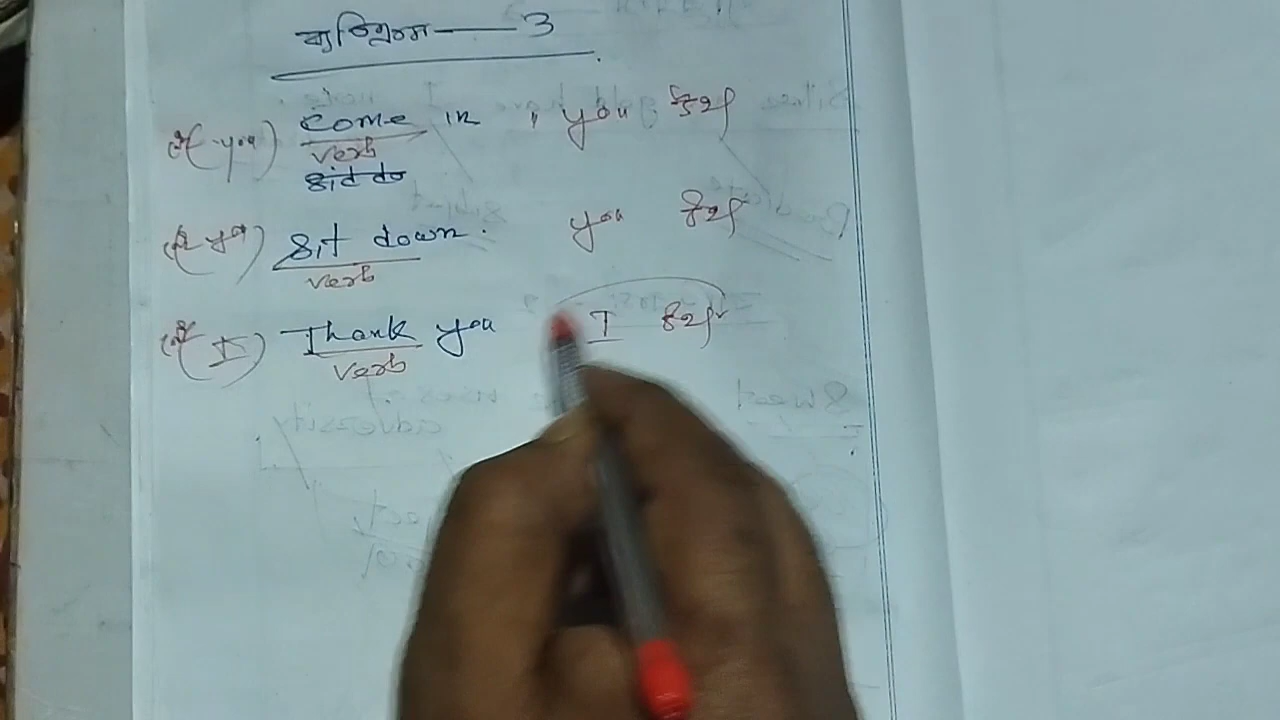 ব্যতিক্রম — 3
(you) come in , you উহ্য
verb
(you) Sit down. you উহ্য
verb
(I) Thank you I উহ্য
verb